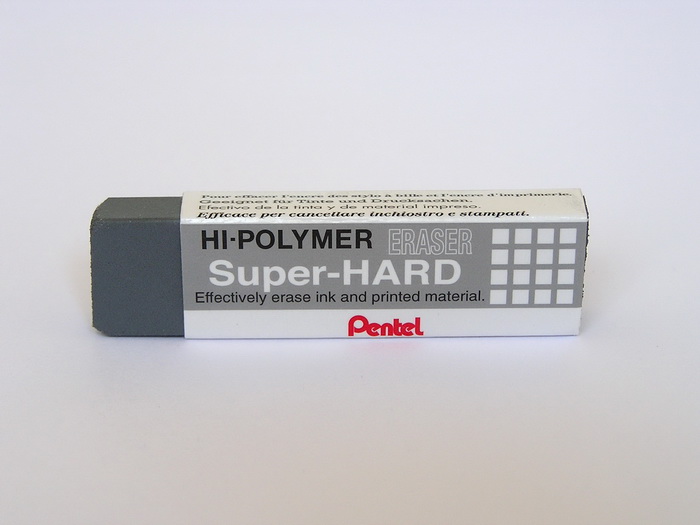 Pour effacer l'encre des stylo à bille et l'encre d'imprimerie.
Geeignet für Tinte und Drucksachen.
Efectivo de la tinta y de material impreso.
Efficace per cancellare inchiostro e stampati.
HI-POLYMER ERASER
Super-HARD
Effectively erase ink and printed material.
Pentel